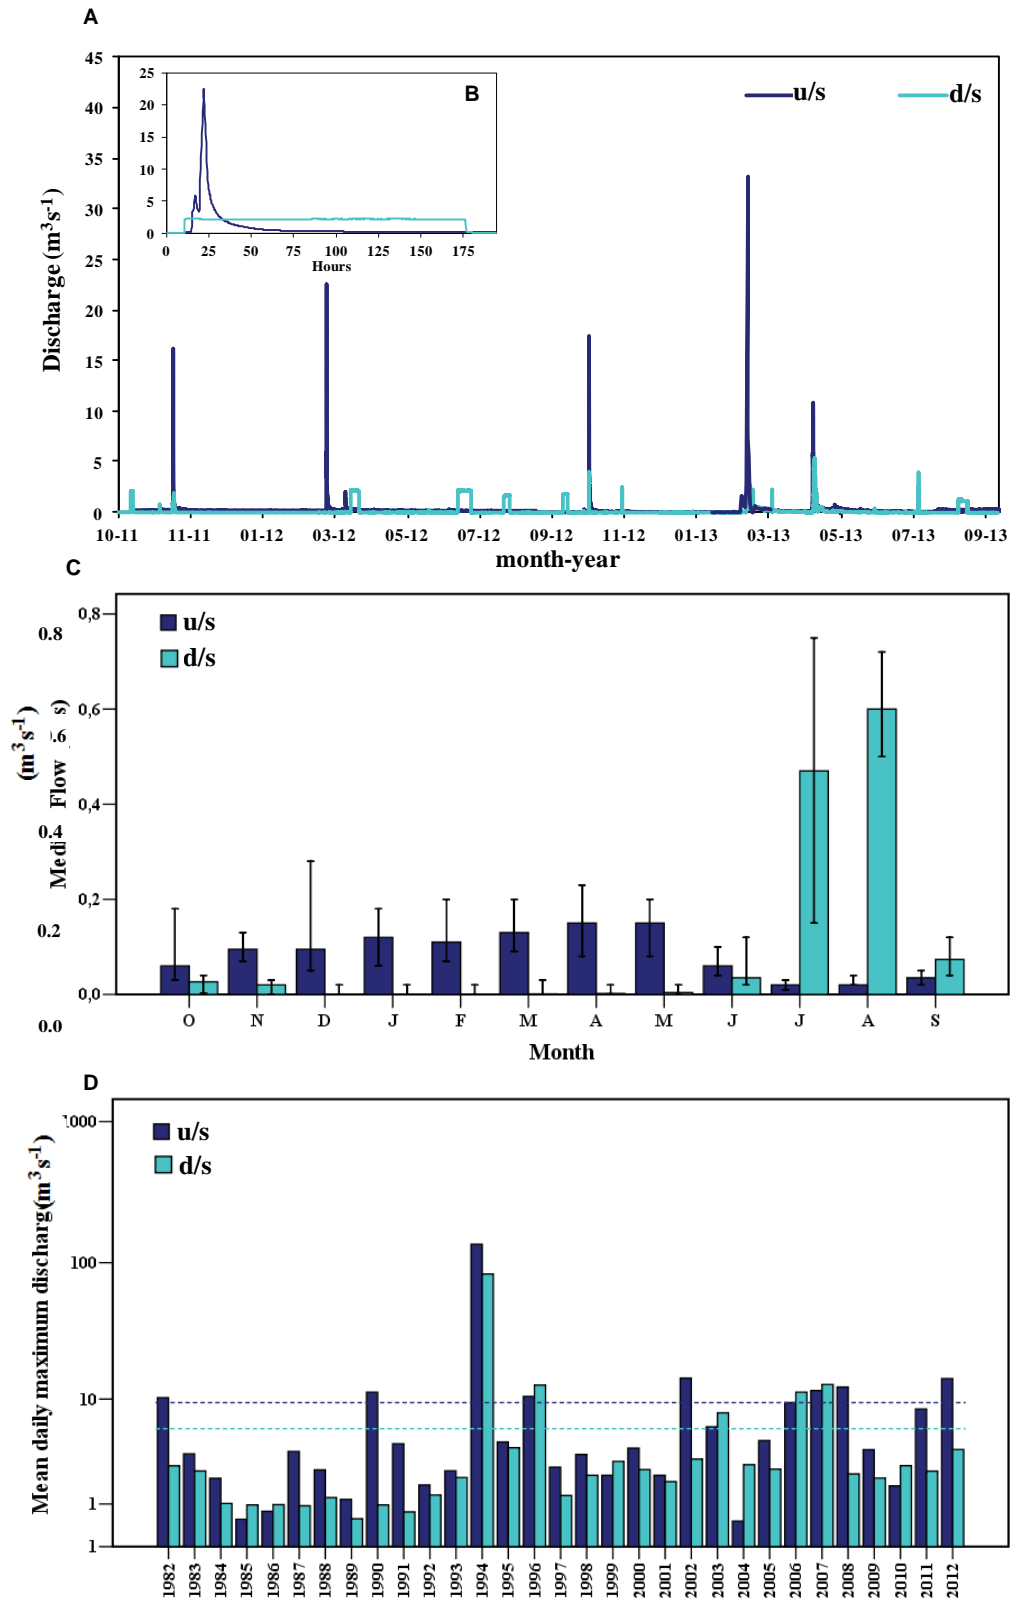 A
45
40
35
30
25
20
15
10
5
0
Discharge (m³s⁻¹)
u/s
d/s
B
25
20
15
10
5
0
0 25 50 75 100 125 150 175
Hours
10-11 11-11 01-12 03-12 05-12 07-12 09-12 11-12 01-13 03-13 05-13 07-13 09-13
month-year
C
u/s
d/s
0,8
0,6
0,4
0,2
0,0
0.8
.6
0.4
0.2
0.0
(m³s⁻¹)
Medi Flow s)
O N D J F M A M J J A S
Month
D
u/s
d/s
1000
100
10
1
1
Mean daily maximum discharg (m³s⁻¹)
1982 1983 1984 1985 1986 1987 1988 1989 1990 1991 1992 1993 1994 1995 1996 1997 1998 1999 2000 2001 2002 2003 2004 2005 2006 2007 2008 2009 2010 2011 2012